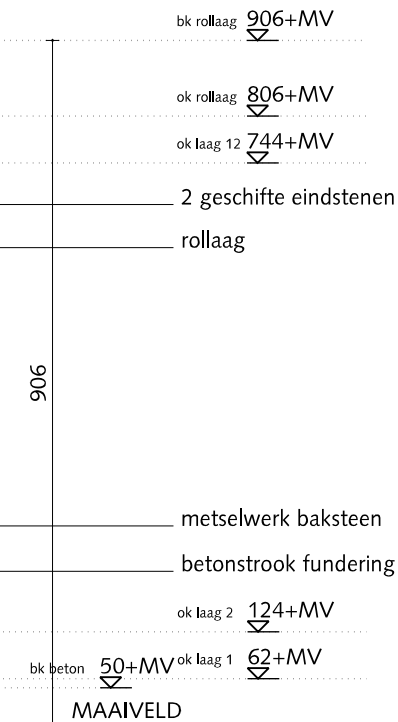 bk rollaag 906+MV
ok rollaag 806+MV
ok laag 12 744+MV
2 geschifte eindstenen
rollaag
906
metselwerk baksteen
betonstrook fundering
ok laag 2 124+MV
bk beton 50+MV ok laag 1 62+MV
MAAIVELD